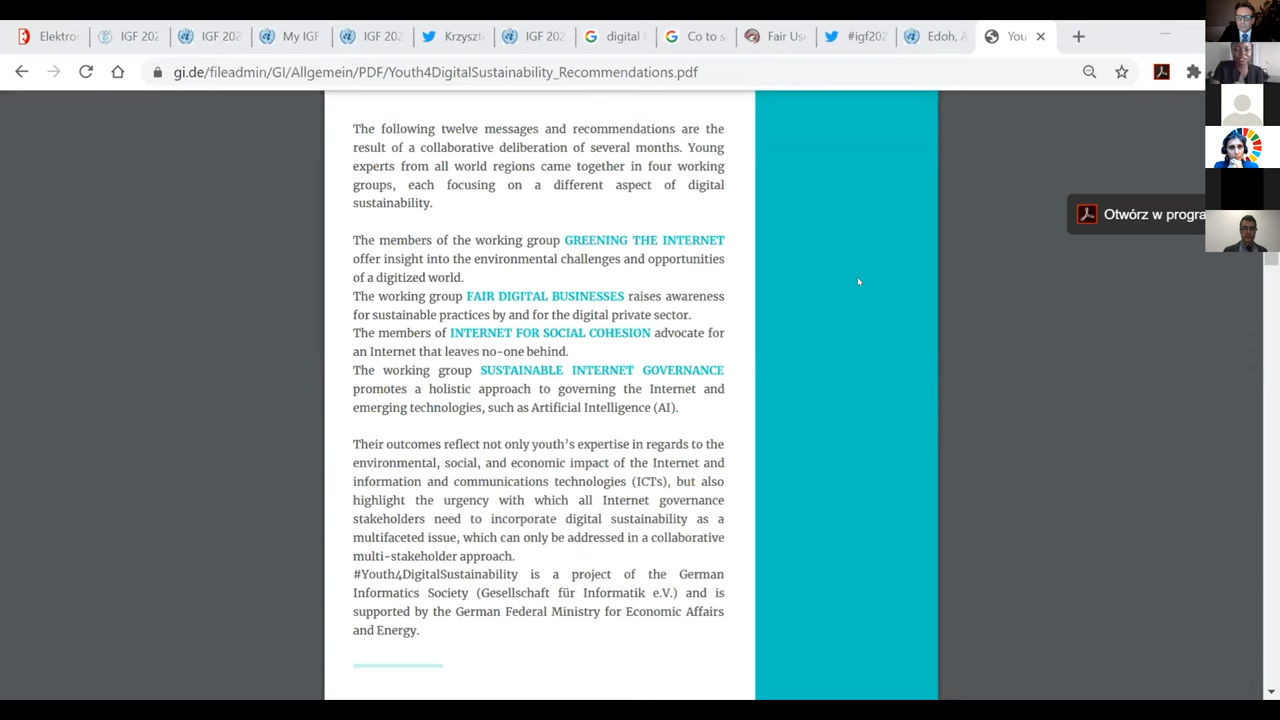 Elektro
IGF 202
IGF 202
My IGF
IGF 202
Krzyszt
IGF 202
digital t
Co to s
Fair Use
#igf202
Edoh, A
You
gi.de/fileadmin/GI/Allgemein/PDF/Youth4DigitalSustainability_Recommendations.pdf
Otwórz w progra
The following twelve messages and recommendations are the
result of a collaborative deliberation of several months. Young
experts from all world regions came together in four working
groups, each focusing on a different aspect of digital
sustainability.
The members of the working group GREENING THE INTERNET
offer insight into the environmental challenges and opportunities
of a digitized world.
The working group FAIR DIGITAL BUSINESSES raises awareness
for sustainable practices by and for the digital private sector.
The members of INTERNET FOR SOCIAL COHESION advocate for
an Internet that leaves no-one behind.
The working group SUSTAINABLE INTERNET GOVERNANCE
promotes a holistic approach to governing the Internet and
emerging technologies, such as Artificial Intelligence (AI).
Their outcomes reflect not only youth's expertise in regards to the
environmental, social, and economic impact of the Internet and
information and communications technologies (ICTs), but also
highlight the urgency with which all Internet governance
stakeholders need to incorporate digital sustainability as a
multifaceted issue, which can only be addressed in a collaborative
multi-stakeholder approach.
#Youth4DigitalSustainability is a project of the German
Informatics Society (Gesellschaft für Informatik e.V.) and is
supported by the German Federal Ministry for Economic Affairs
and Energy.